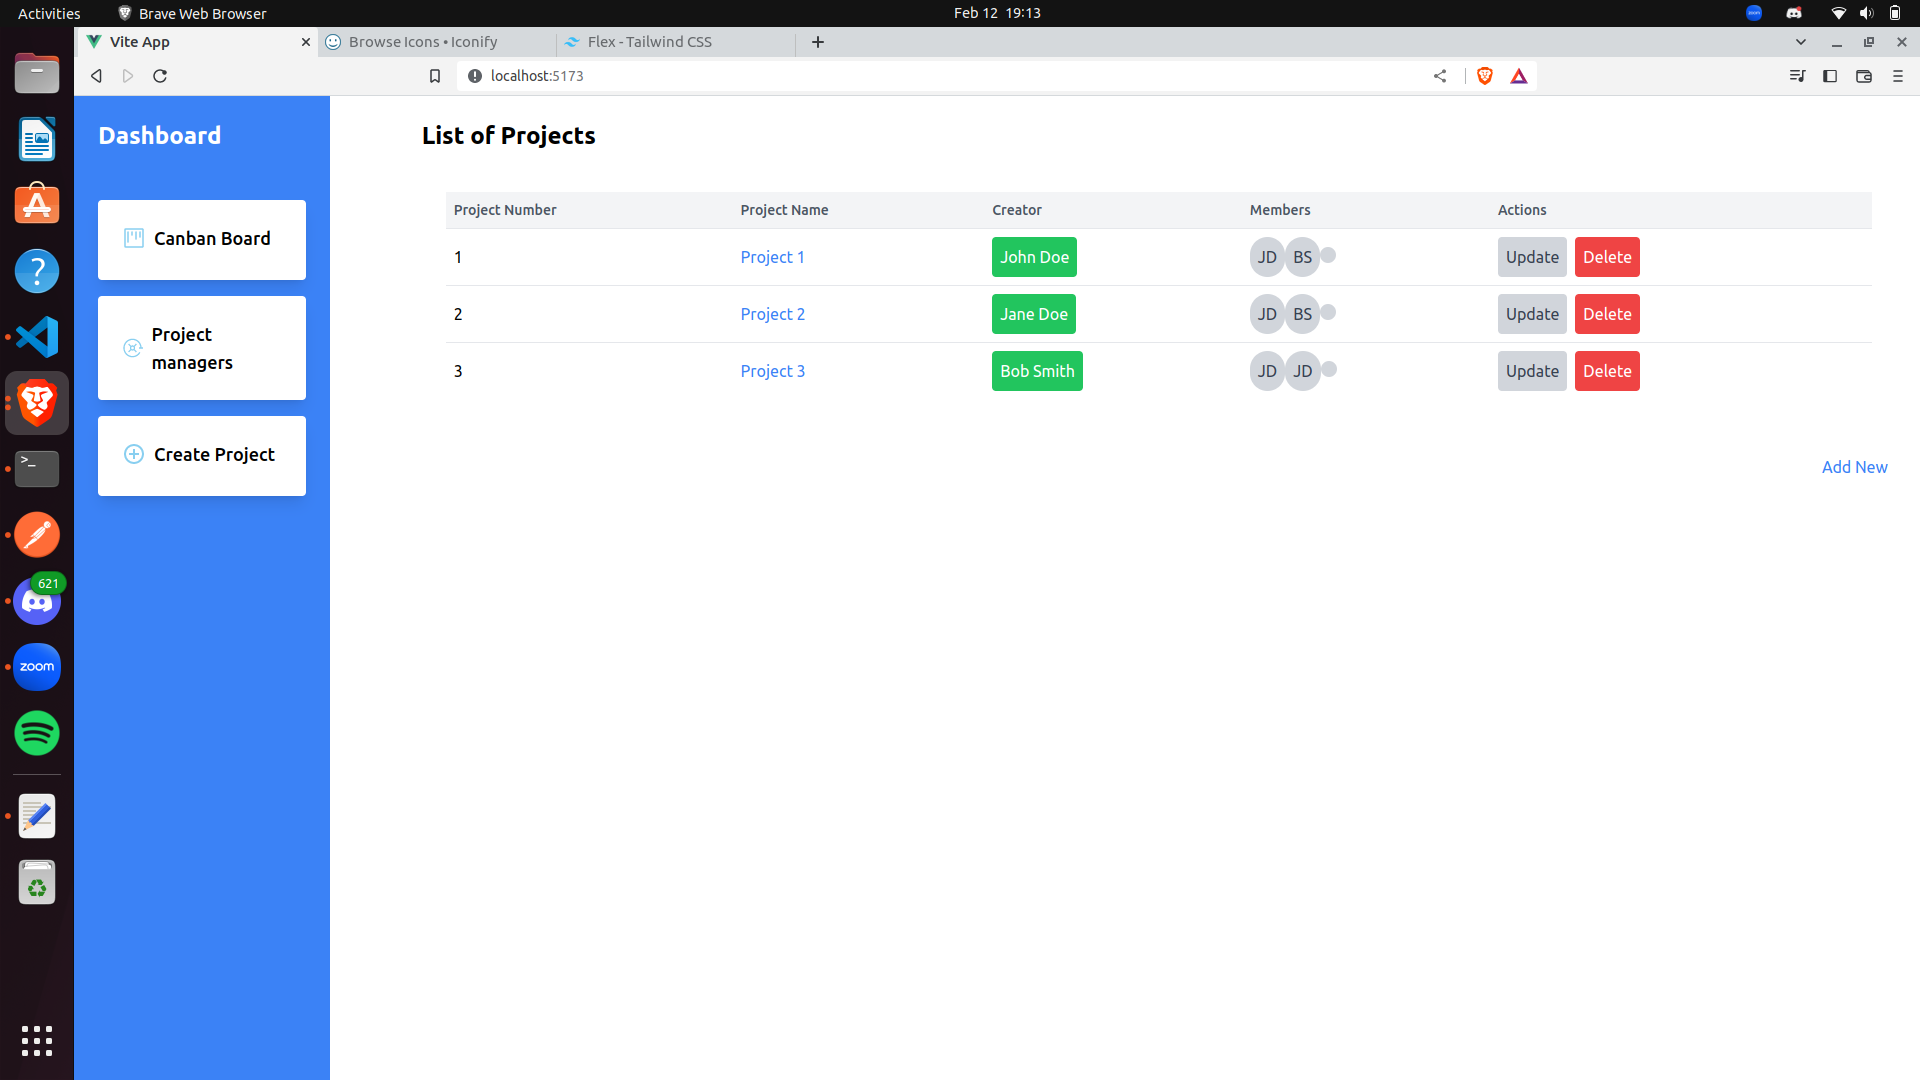 Activities Brave Web Browser Feb 12 19:13 zoom
Vite App Browse Icons • Iconify Flex - Tailwind CSS
localhost:5173
Dashboard
Canban Board
Project
managers
Create Project
List of Projects
Project Number Project Name Creator Members Actions
1 Project 1 John Doe JD BS Update Delete
2 Project 2 Jane Doe JD BS Update Delete
3 Project 3 Bob Smith JD JD Update Delete
Add New
>_
621
zoom